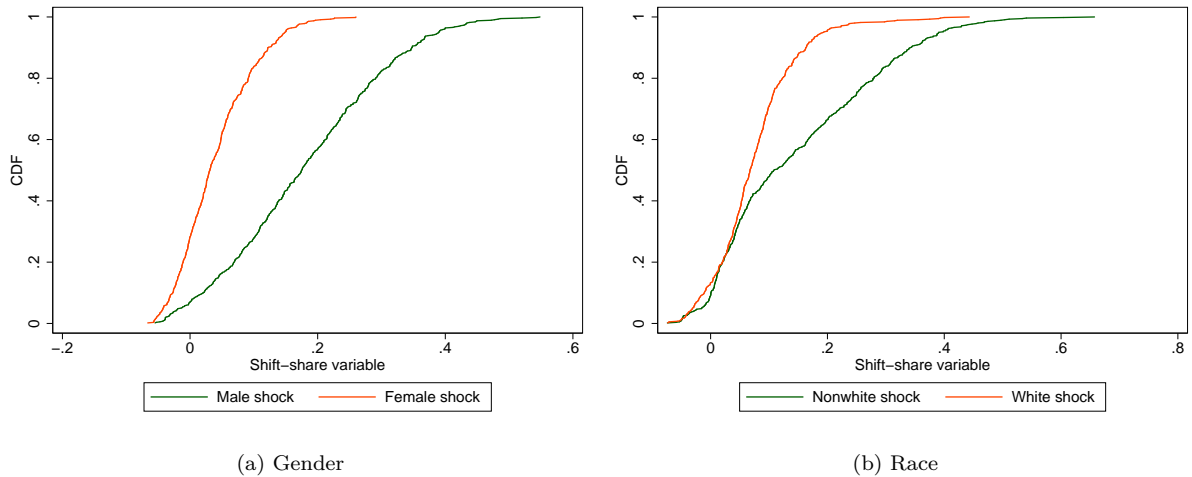 CDF
1
.8
.6
.4
.2
0
−.2 0 .2 .4 .6
Shift−share variable
Male shock Female shock
(a) Gender
CDF
1
.8
.6
.4
.2
0
0 .2 .4 .6 .8
Shift−share variable
Nonwhite shock White shock
(b) Race